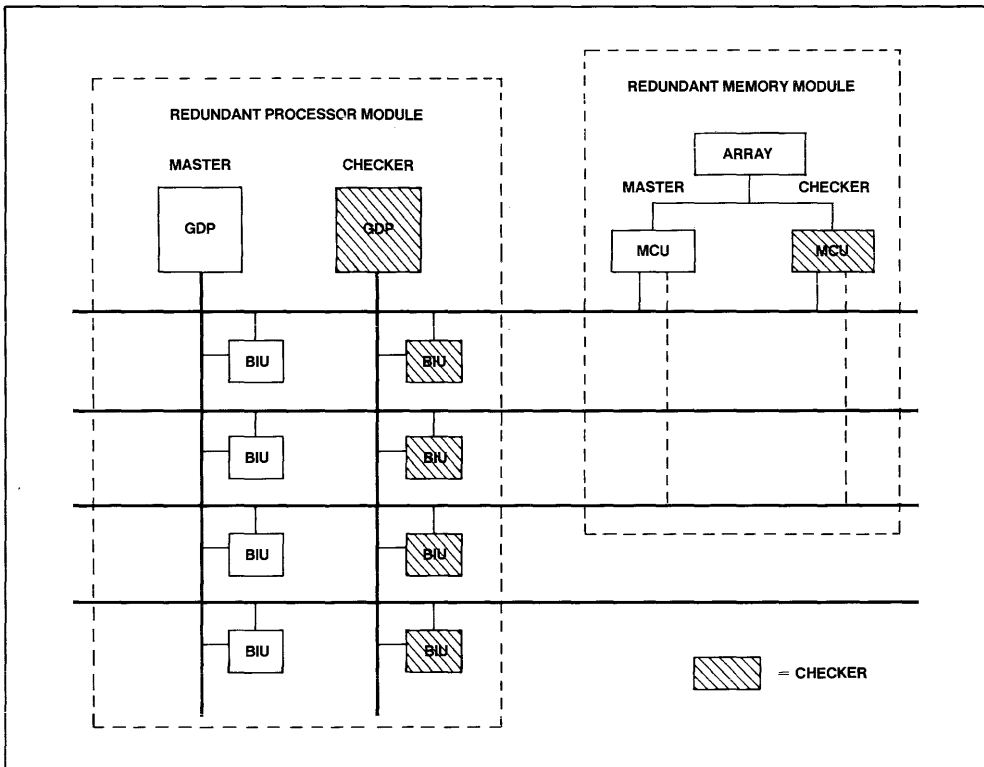 REDUNDANT PROCESSOR MODULE
MASTER
CHECKER
GDP
GDP
BIU
BIU
BIU
BIU
BIU
BIU
BIU
BIU
REDUNDANT MEMORY MODULE
ARRAY
MASTER
CHECKER
MCU
MCU
= CHECKER